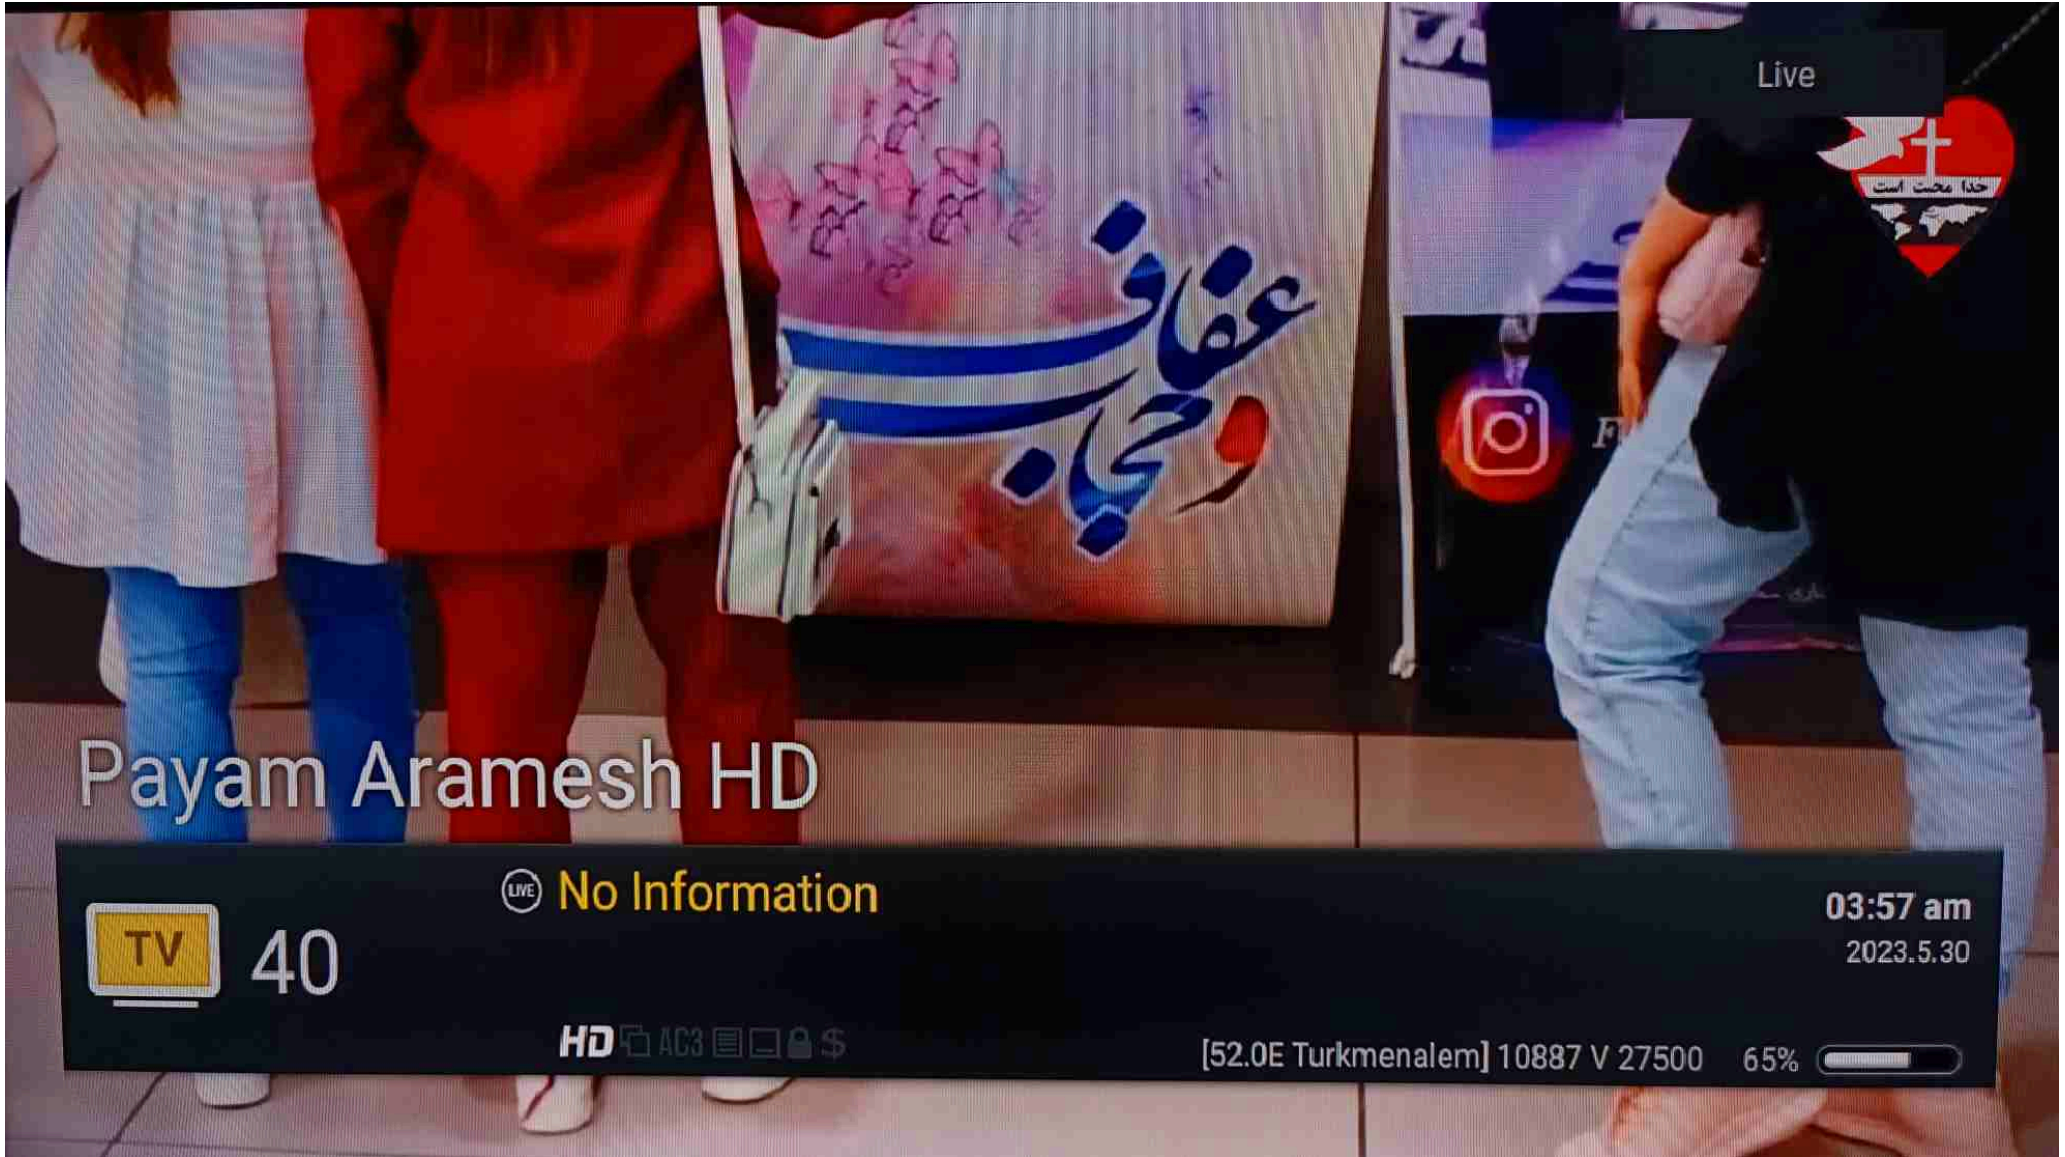 Live
خدا محبت است
عفاف
و حجاب
Payam Aramesh HD
LIVE No Information
TV 40
03:57 am
2023.5.30
HD AC3 $
[52.0E Turkmenalem] 10887 V 27500 65%